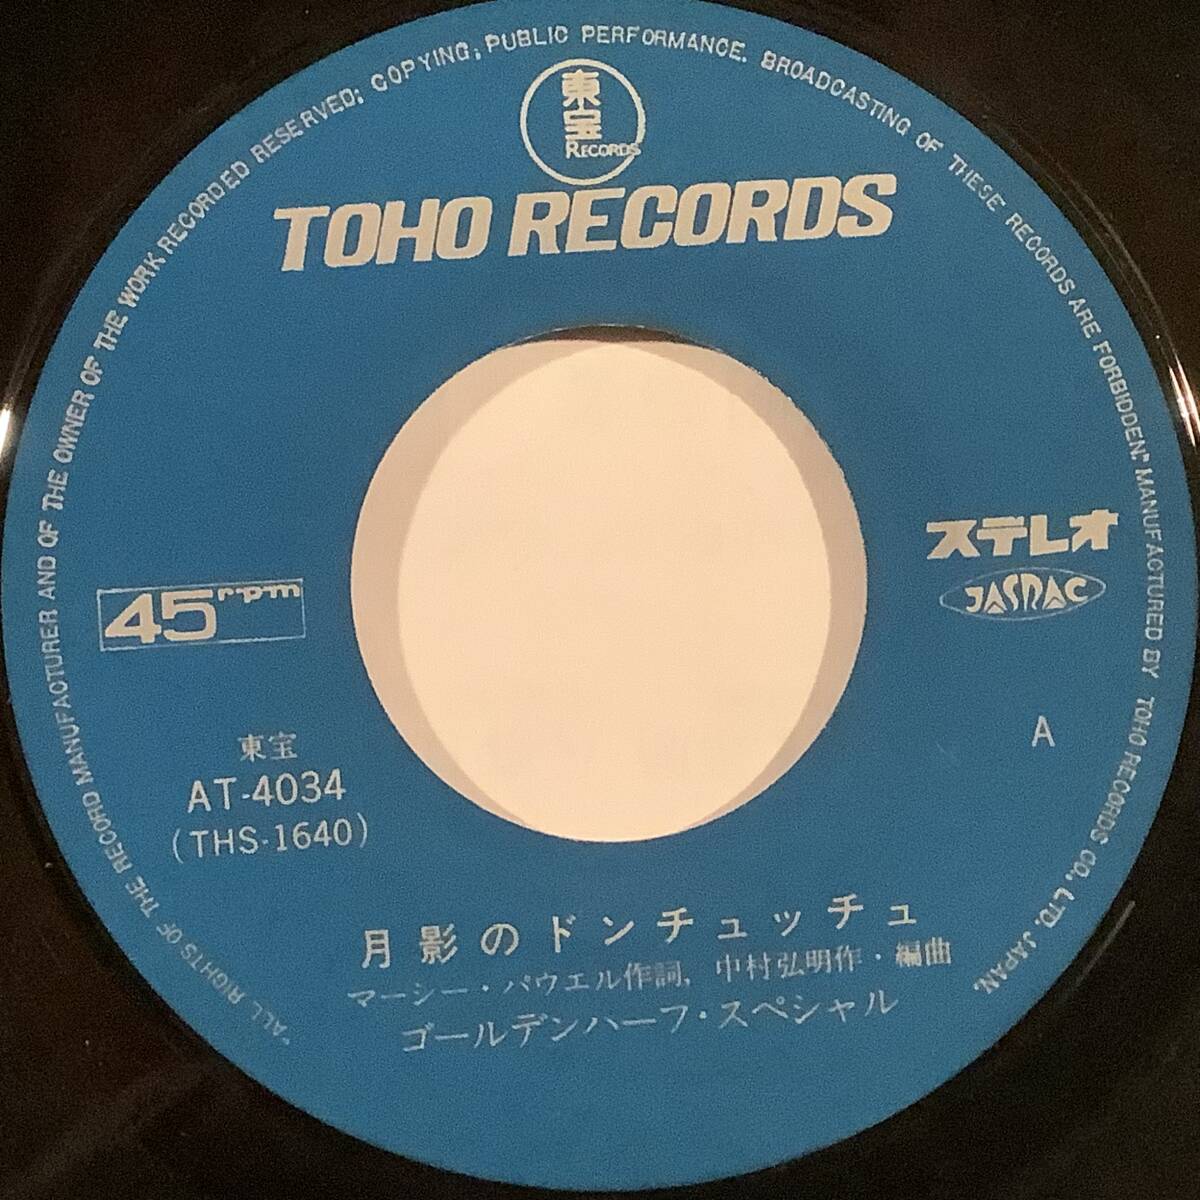 "ALL RIGHTS OF THE RECORD MANUFACTURER AND OF THE OWNER OF THE WORK RECORDED RESERVED; COPYING; PUBLIC PERFORMANCE. BROADCASTING OF THESE RECORDS ARE FORBIDDEN." MANUFACTURED BY TOHO RECORDS CO., LTD. JAPAN.
東宝
RECORDS
TOHO RECORDS
ステレオ
JASRAC
45rpm
A
東宝
AT-4034
(THS-1640)
月影のドンチュッチュ
マーシー・パウエル作詞, 中村弘明作・編曲
ゴールデンハーフ・スペシャル